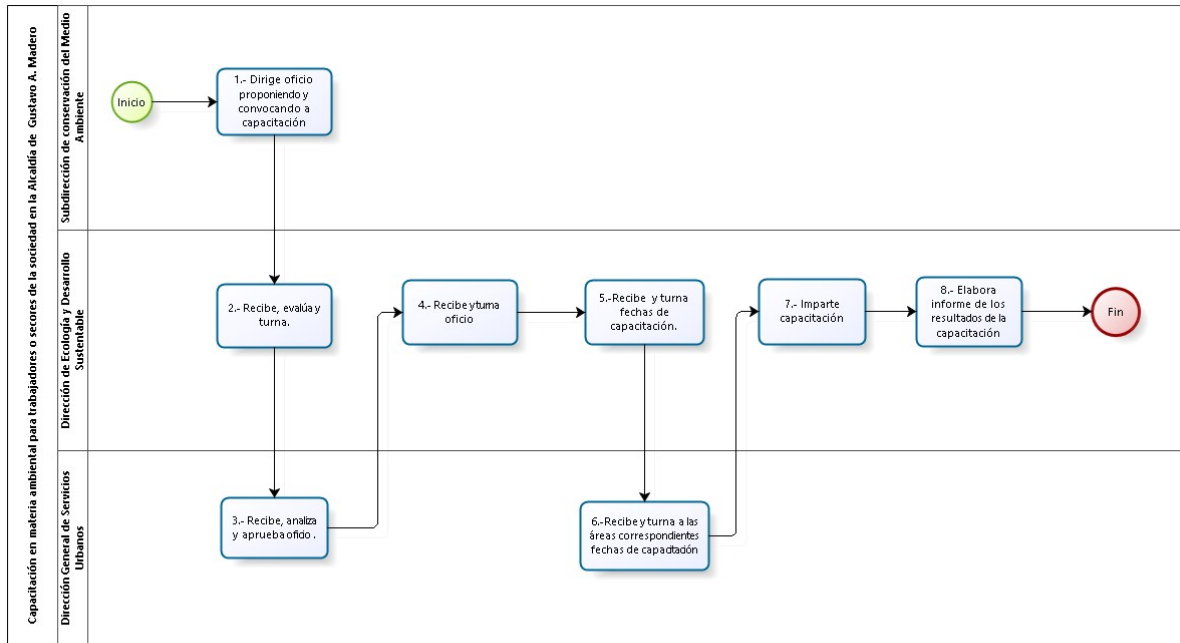 Capacitación en materia ambiental para trabajadores o secores de la sociedad en la Alcaldía de Gustavo A. Madero
Subdirección de conservación del Medio
Ambiente
Inicio
1.- Dirige oficio
proponiendo y
convocando a
capacitación
Dirección de Ecología y Desarrollo
Sustentable
2.- Recibe, evalúa y
turna.
4.- Recibe y turna
oficio
5.-Recibe y turna
fechas de
capacitación.
7.- Imparte
capacitación
8.- Elabora
informe de los
resultados de la
capacitación
Fin
Dirección General de Servicios
Urbanos
3.- Recibe, analiza
y aprueba oficio .
6.-Recibe y turna a las
áreas correspondientes
fechas de capacitación